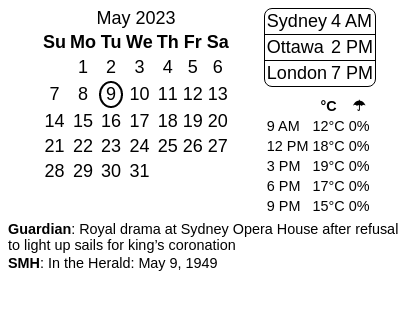 May 2023
Su Mo Tu We Th Fr Sa
1 2 3 4 5 6
7 8 9 10 11 12 13
14 15 16 17 18 19 20
21 22 23 24 25 26 27
28 29 30 31
Sydney 4 AM
Ottawa 2 PM
London 7 PM
°C ☂
9 AM 12°C 0%
12 PM 18°C 0%
3 PM 19°C 0%
6 PM 17°C 0%
9 PM 15°C 0%
Guardian: Royal drama at Sydney Opera House after refusal
to light up sails for king’s coronation
SMH: In the Herald: May 9, 1949